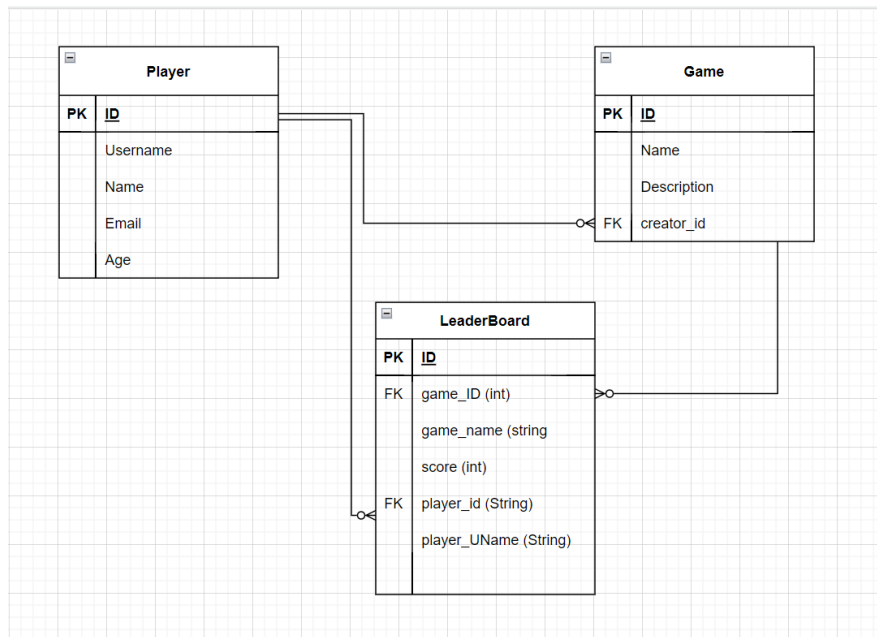 Player
PK ID
Username
Name
Email
Age
Game
PK ID
Name
Description
FK creator_id
LeaderBoard
PK ID
FK game_ID (int)
game_name (string
score (int)
FK player_id (String)
player_UName (String)